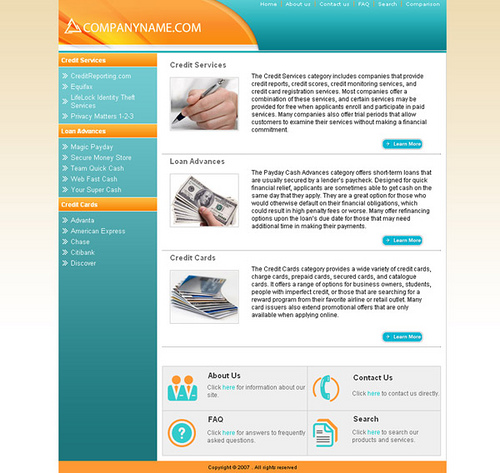 Home About us Contact us FAQ Search Comparison
COMPANYNAME.COM
Credit Services
CreditReporting.com
Equifax
LifeLock Identity Theft
Services
Privacy Matters 1-2-3
Loan Advances
Magic Payday
Secure Money Store
Team Quick Cash
Web Fast Cash
Your Super Cash
Credit Cards
Advanta
American Express
Chase
Citibank
Discover
Credit Services
The Credit Services category includes companies that provide
credit reports, credit scores, credit monitoring services, and
credit and registration services. Most companies offer a
combination of these services, and certain services may be
provided for free when applicants enroll and participate in paid
services. Many companies also offer trial periods that allow
customers to examine their services without making a financial
commitment.
Learn More
Loan Advances
The Payday Cash Advances category offers short-term loans that
are usually secured by a lender's paycheck. Designed for quick
financial relief, applicants are sometimes able to get cash on the
same day that they apply. They are a great option for those who
would otherwise default on their financial obligations, which
could result in high penalty fees or worse. Many offer refinancing
options upon the loan's due date for those that may need
additional time in making their payments.
Learn More
Credit Cards
The Credit Cards category provides a wide variety of credit cards,
charge cards, prepaid cards, secured cards, and catalogue
cards. It offers a range of options for business owners, students,
people with imperfect credit, or those that are searching for a
reward program from their favorite airline or retail outlet. Many
card issuers also extend promotional offers that are only
available when applying online.
Learn More
About Us
Click here for information about our
site.
Contact Us
Click here to contact us directly.
FAQ
Click here for answers to frequently
asked questions.
Search
Click here to search our
products and services.
Copyright © 2007 . All rights reserved